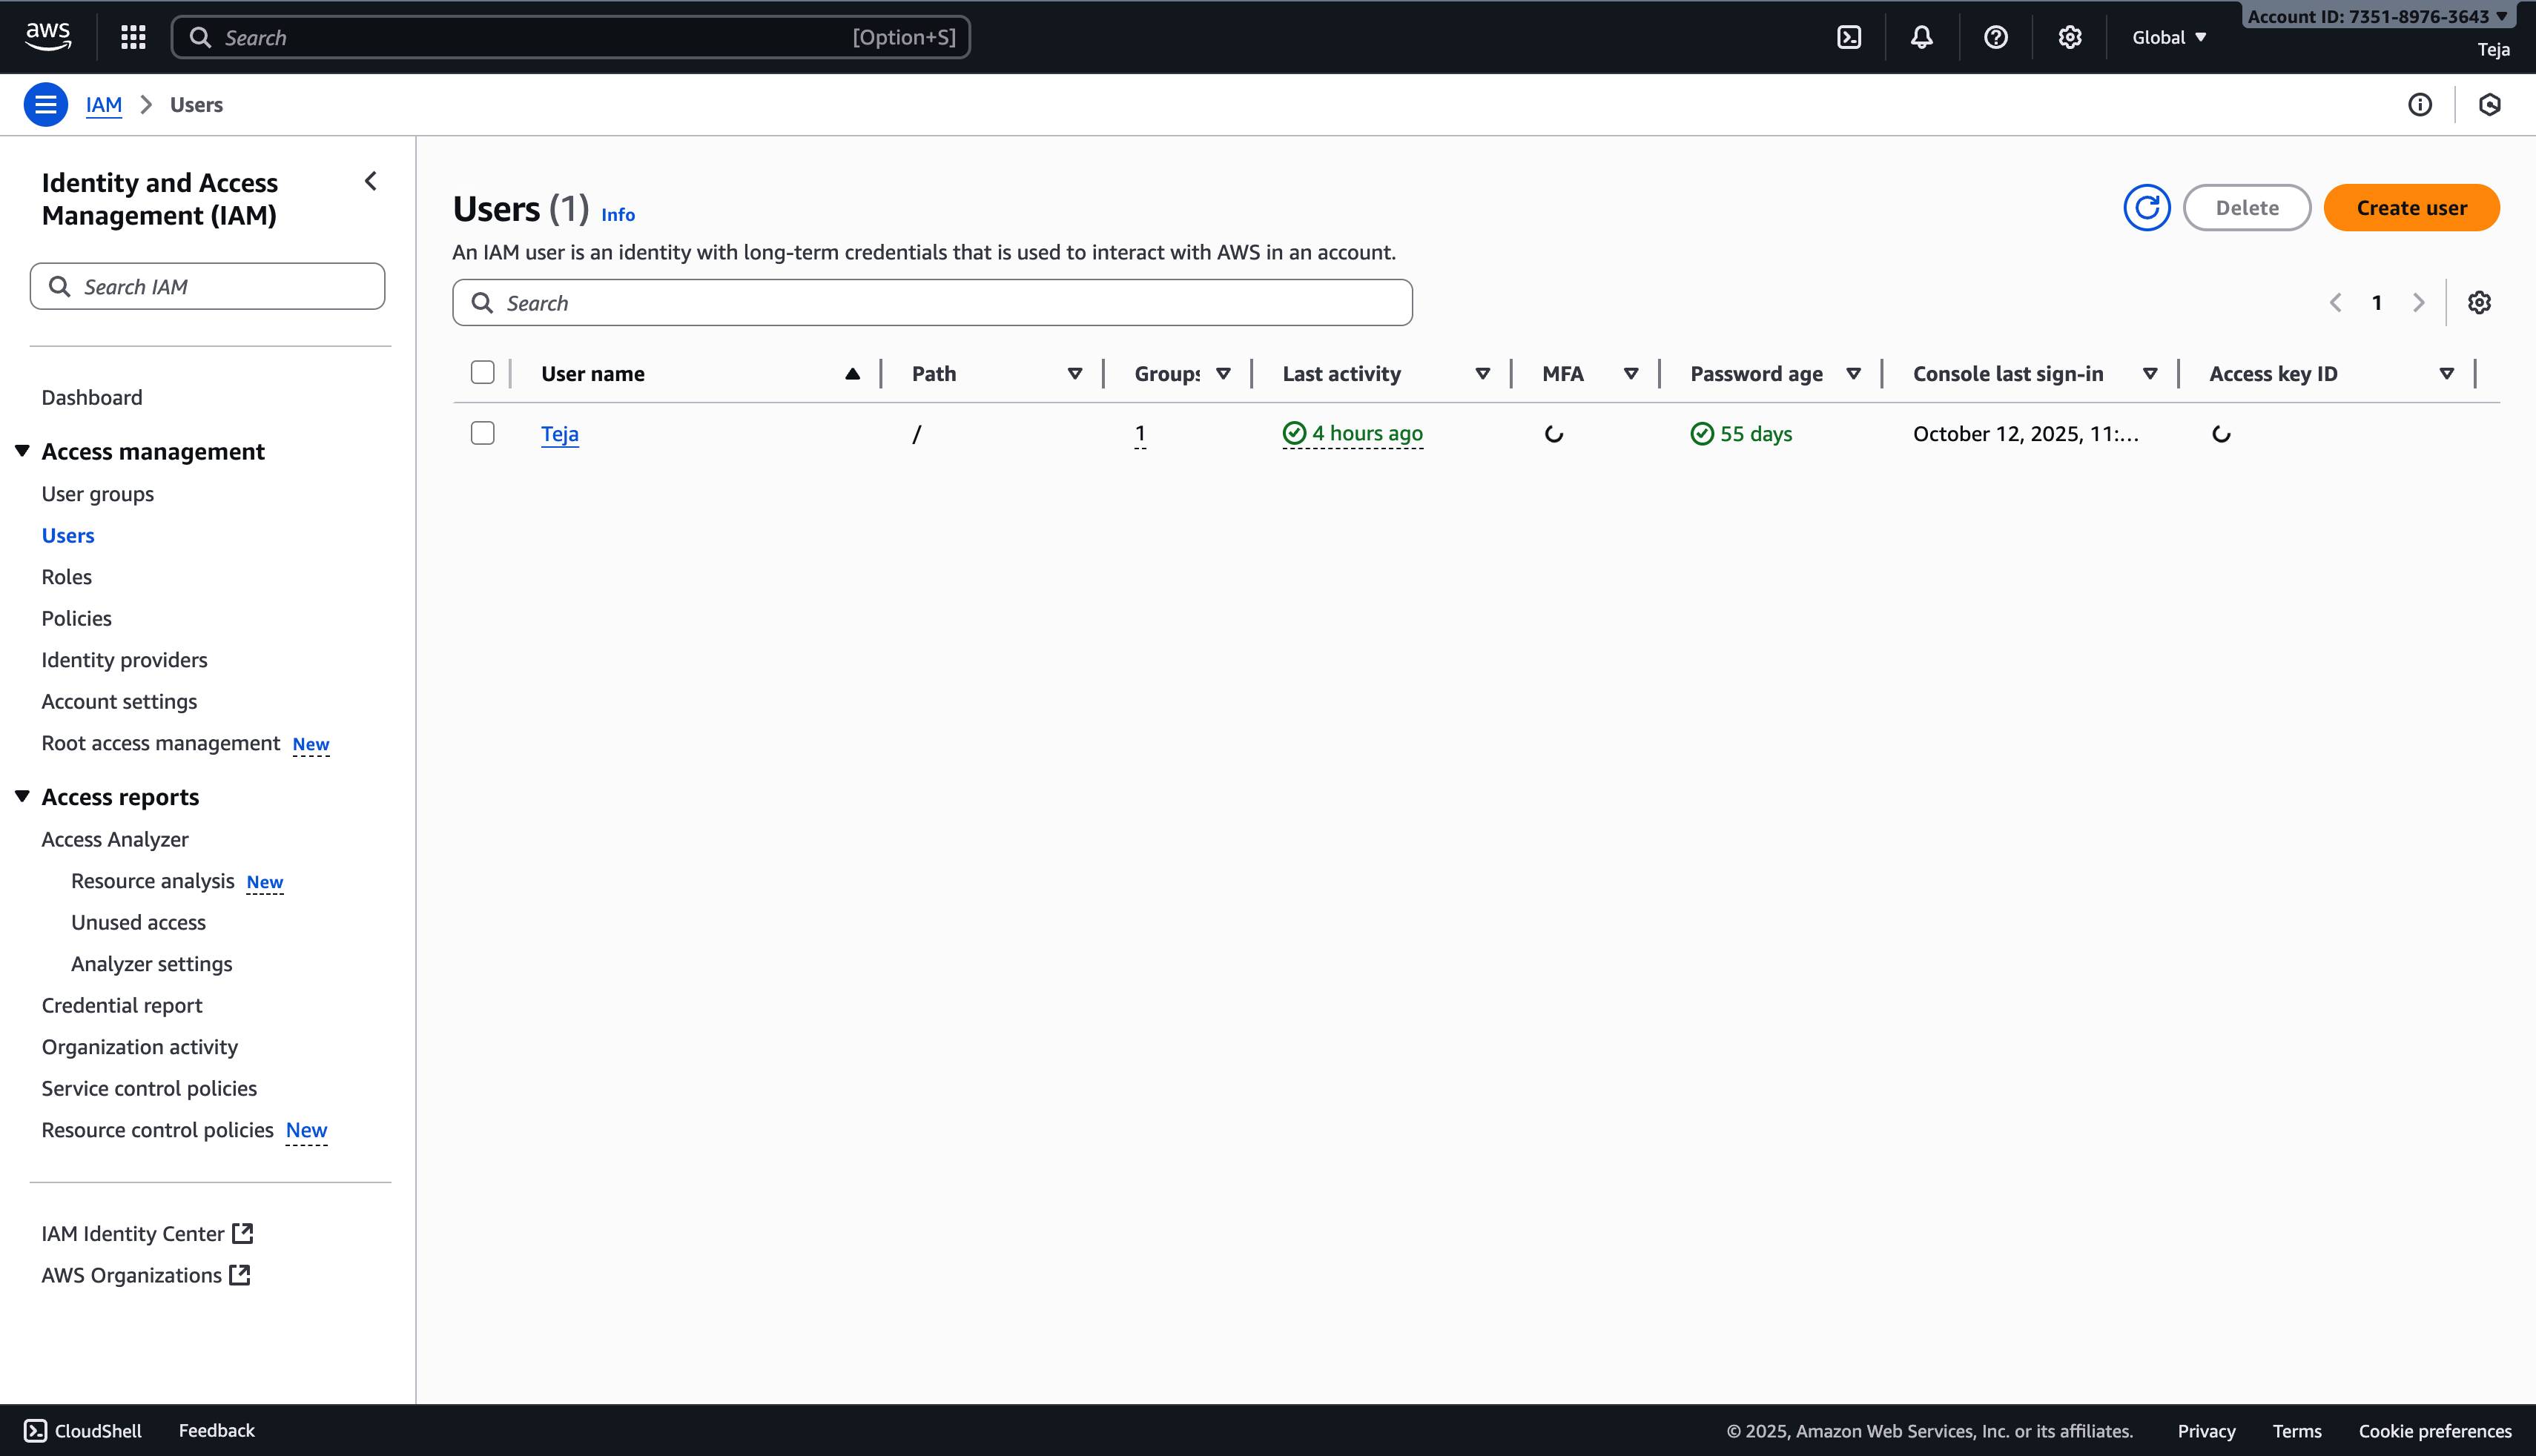 aws
Search
[Option+S]
Global
Account ID: 7351-8976-3643
Teja
IAM
Users
Identity and Access
Management (IAM)
Search IAM
Dashboard
Access management
User groups
Users
Roles
Policies
Identity providers
Account settings
Root access management New
Access reports
Access Analyzer
Resource analysis New
Unused access
Analyzer settings
Credential report
Organization activity
Service control policies
Resource control policies New
IAM Identity Center
AWS Organizations
Users (1) Info
An IAM user is an identity with long-term credentials that is used to interact with AWS in an account.
Delete
Create user
Search
1
User name Path Groups Last activity MFA Password age Console last sign-in Access key ID
Teja / 1 4 hours ago 55 days October 12, 2025, 11:...
CloudShell
Feedback
© 2025, Amazon Web Services, Inc. or its affiliates.
Privacy
Terms
Cookie preferences